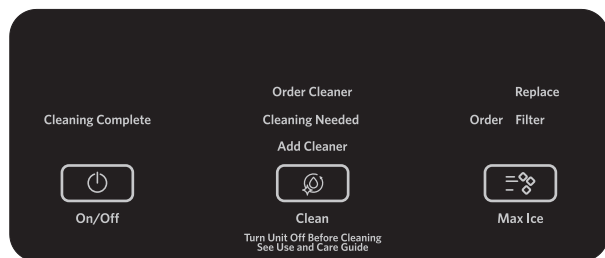 Order Cleaner
Replace
Cleaning Complete
Cleaning Needed
Order Filter
Add Cleaner
On/Off
Clean
Max Ice
Turn Unit Off Before Cleaning
See Use and Care Guide